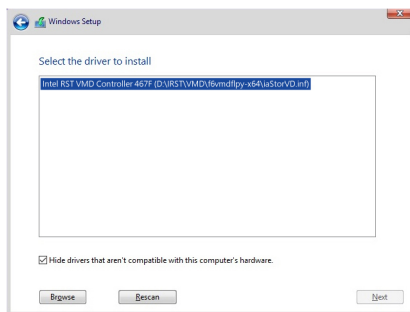 Windows Setup
Select the driver to install
Intel RST VMD Controller 467F (D:\IRST\VMD\f6vmdflpy-x64\iaStorVD.inf)
Hide drivers that aren't compatible with this computer's hardware.
Browse
Rescan
Next